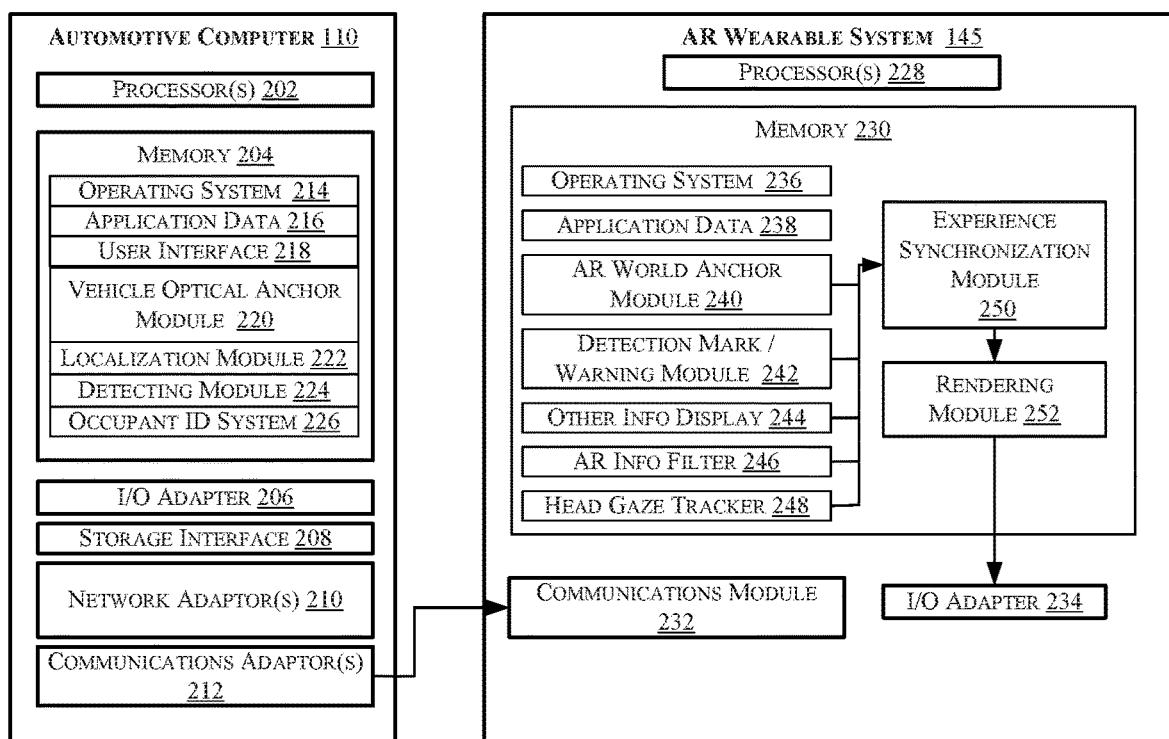 AUTOMOTIVE COMPUTER 110
PROCESSOR(S) 202
MEMORY 204
OPERATING SYSTEM 214
APPLICATION DATA 216
USER INTERFACE 218
VEHICLE OPTICAL ANCHOR
MODULE 220
LOCALIZATION MODULE 222
DETECTING MODULE 224
OCCUPANT ID SYSTEM 226
I/O ADAPTER 206
STORAGE INTERFACE 208
NETWORK ADAPTOR(S) 210
COMMUNICATIONS ADAPTOR(S)
212
AR WEARABLE SYSTEM 145
PROCESSOR(S) 228
MEMORY 230
OPERATING SYSTEM 236
APPLICATION DATA 238
AR WORLD ANCHOR
MODULE 240
DETECTION MARK /
WARNING MODULE 242
OTHER INFO DISPLAY 244
AR INFO FILTER 246
HEAD GAZE TRACKER 248
EXPERIENCE
SYNCHRONIZATION
MODULE
250
RENDERING
MODULE 252
COMMUNICATIONS MODULE
232
I/O ADAPTER 234